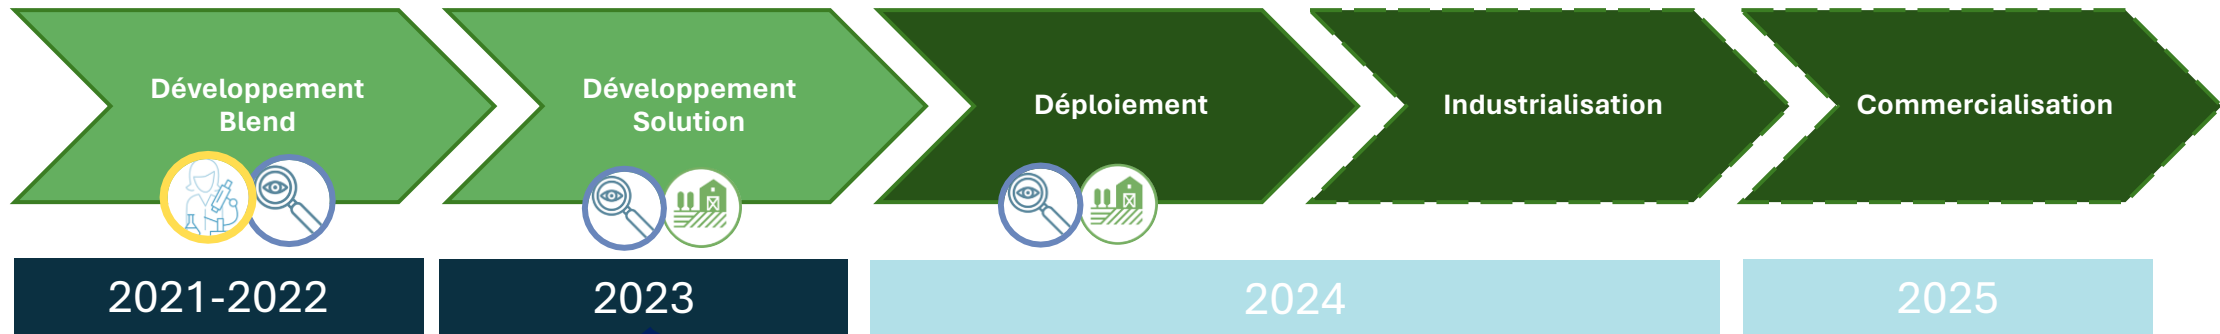 Développement
Blend
Développement
Solution
Déploiement
Industrialisation
Commercialisation
2021-2022
2023
2024
2025